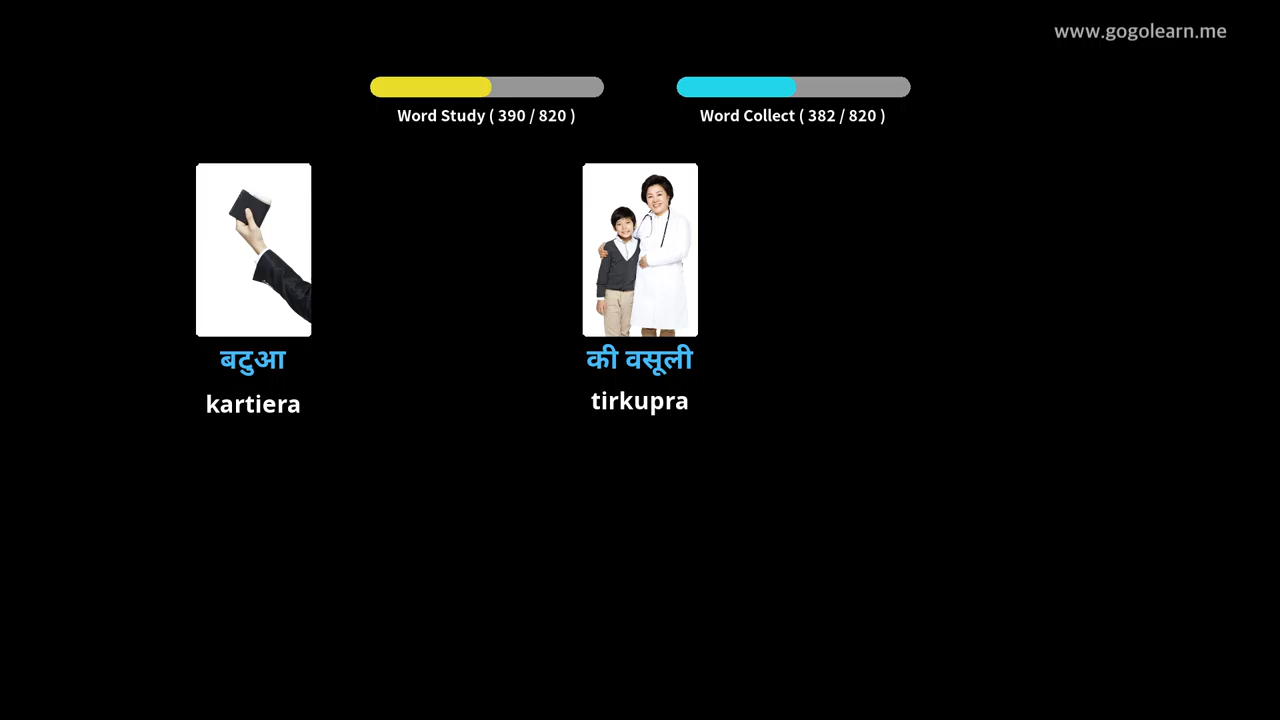 www.gogolearn.me
Word Study ( 390 / 820 )
Word Collect ( 382 / 820 )
बटुआ
kartiera
की वसूली
tirkupra